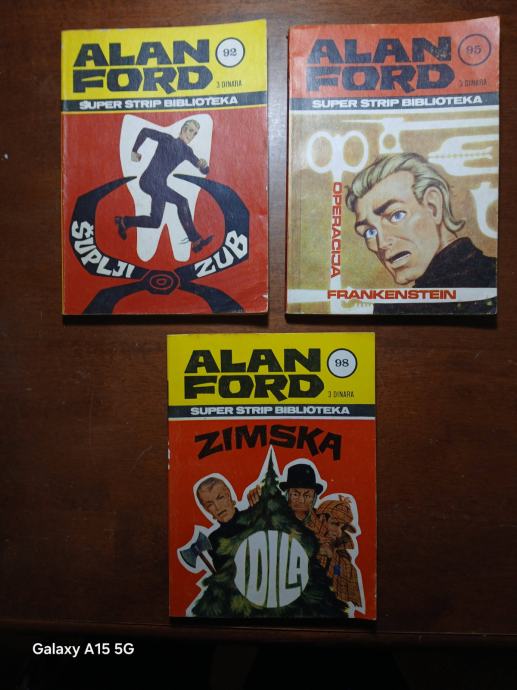 ALAN
FORD
92
3 DINARA
SUPER STRIP BIBLIOTEKA
ŠUPLJI
ZUB
ALAN
FORD
95
3 DINARA
SUPER STRIP BIBLIOTEKA
OPERACIJA
FRANKENSTEIN
ALAN
FORD
98
3 DINARA
SUPER STRIP BIBLIOTEKA
ZIMSKA
IDILA
Galaxy A15 5G